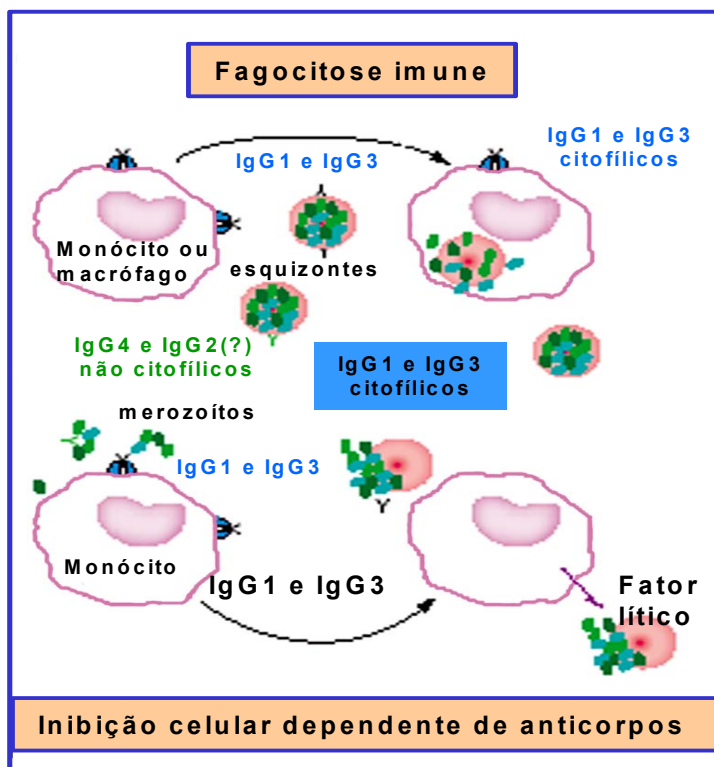 Fagocitose imune
IgG1 e IgG3
IgG1 e IgG3
citofílicos
Monócito ou
macrófago
esquizontes
IgG4 e IgG2(?)
não citofílicos
IgG1 e IgG3
citofílicos
merozoítos
IgG1 e IgG3
Monócito
IgG1 e IgG3
Fator
lítico
Inibição celular dependente de anticorpos